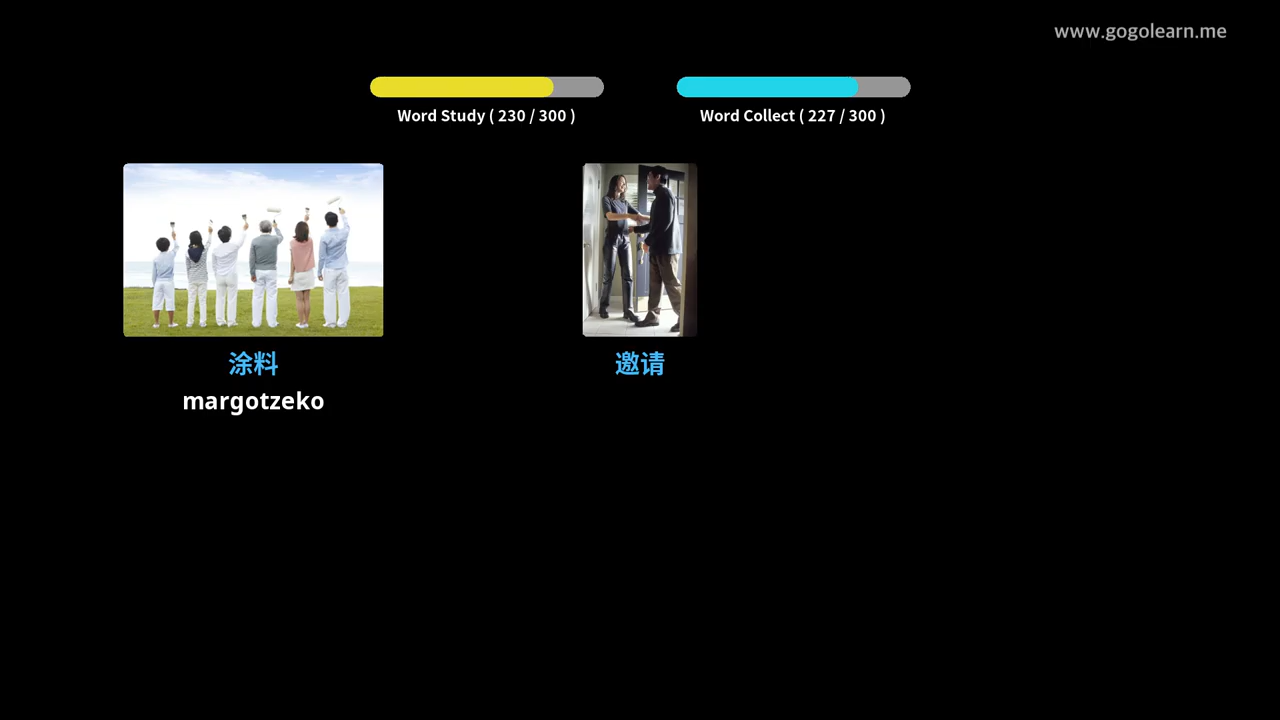 www.gogolearn.me
Word Study ( 230 / 300 )
Word Collect ( 227 / 300 )
涂料
margotzeko
邀请